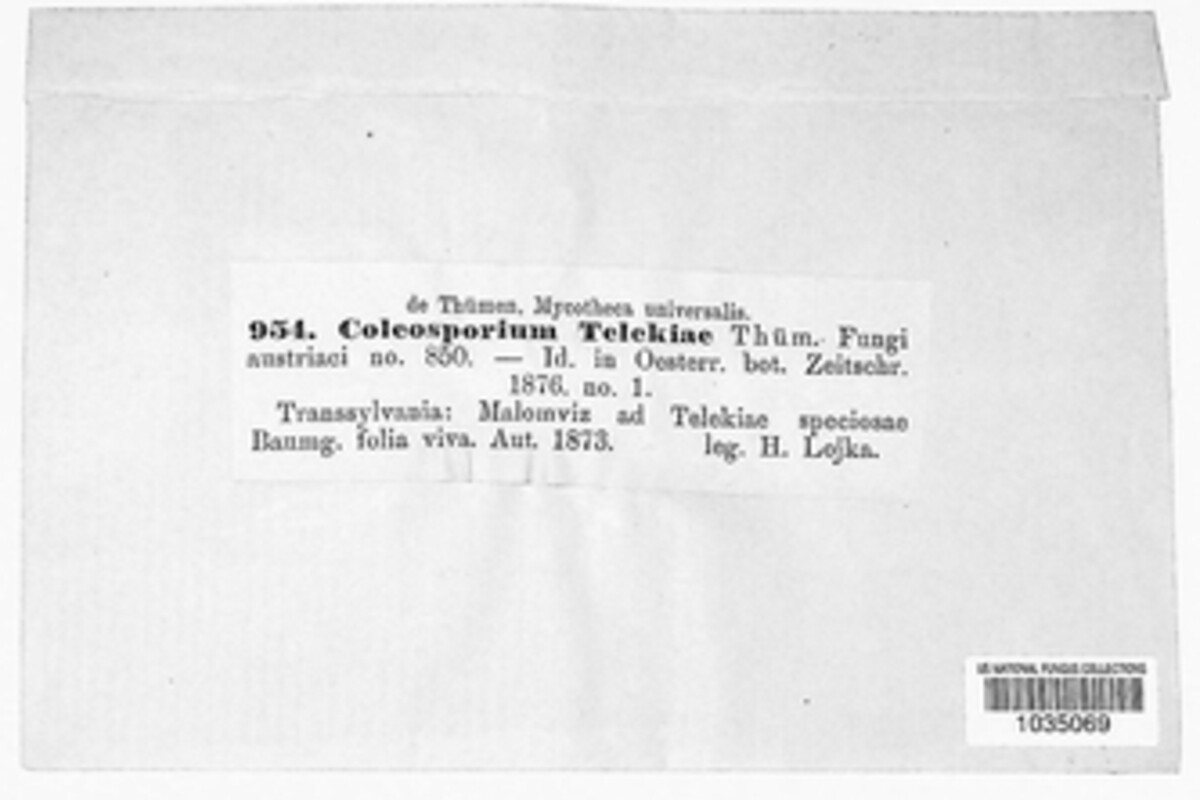 de Thümen, Mycotheca universalis.
954. Coleosporium Telekiae Thüm. Fungi
austriaci no. 850. — Id. in Oesterr. bot. Zeitschr.
1876. no. 1.
Transsylvania: Malomviz ad Telekiae speciosae
Baumg. folia viva. Aut. 1873. leg. H. Lojka.
US NATIONAL FUNGUS COLLECTIONS
1035069